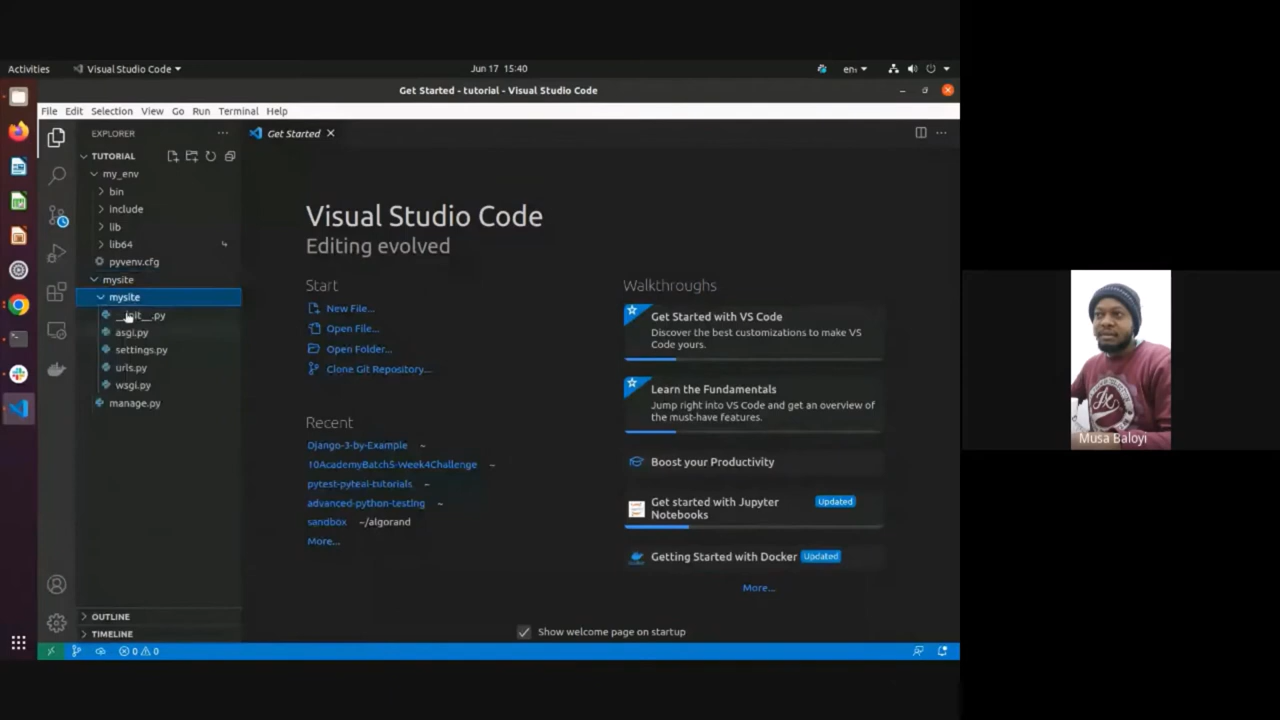 Activities
Visual Studio Code
Jun 17 15:40
en₁
Get Started - tutorial - Visual Studio Code
File Edit Selection View Go Run Terminal Help
EXPLORER
Get Started
TUTORIAL
my_env
bin
include
lib
lib64
pyvenv.cfg
mysite
mysite
__init__.py
asgi.py
settings.py
urls.py
wsgi.py
manage.py
OUTLINE
TIMELINE
Visual Studio Code
Editing evolved
Start
New File...
Open File...
Open Folder...
Clone Git Repository...
Recent
Django-3-by-Example ~
10AcademyBatch5-Week4Challenge ~
pytest-pyteal-tutorials ~
advanced-python-testing ~
sandbox ~/algorand
More...
Walkthroughs
Get Started with VS Code
Discover the best customizations to make VS
Code yours.
Learn the Fundamentals
Jump right into VS Code and get an overview of
the must-have features.
Boost your Productivity
Get started with Jupyter
Notebooks
Updated
Getting Started with Docker Updated
More...
Show welcome page on startup
0 0
Musa Baloyi